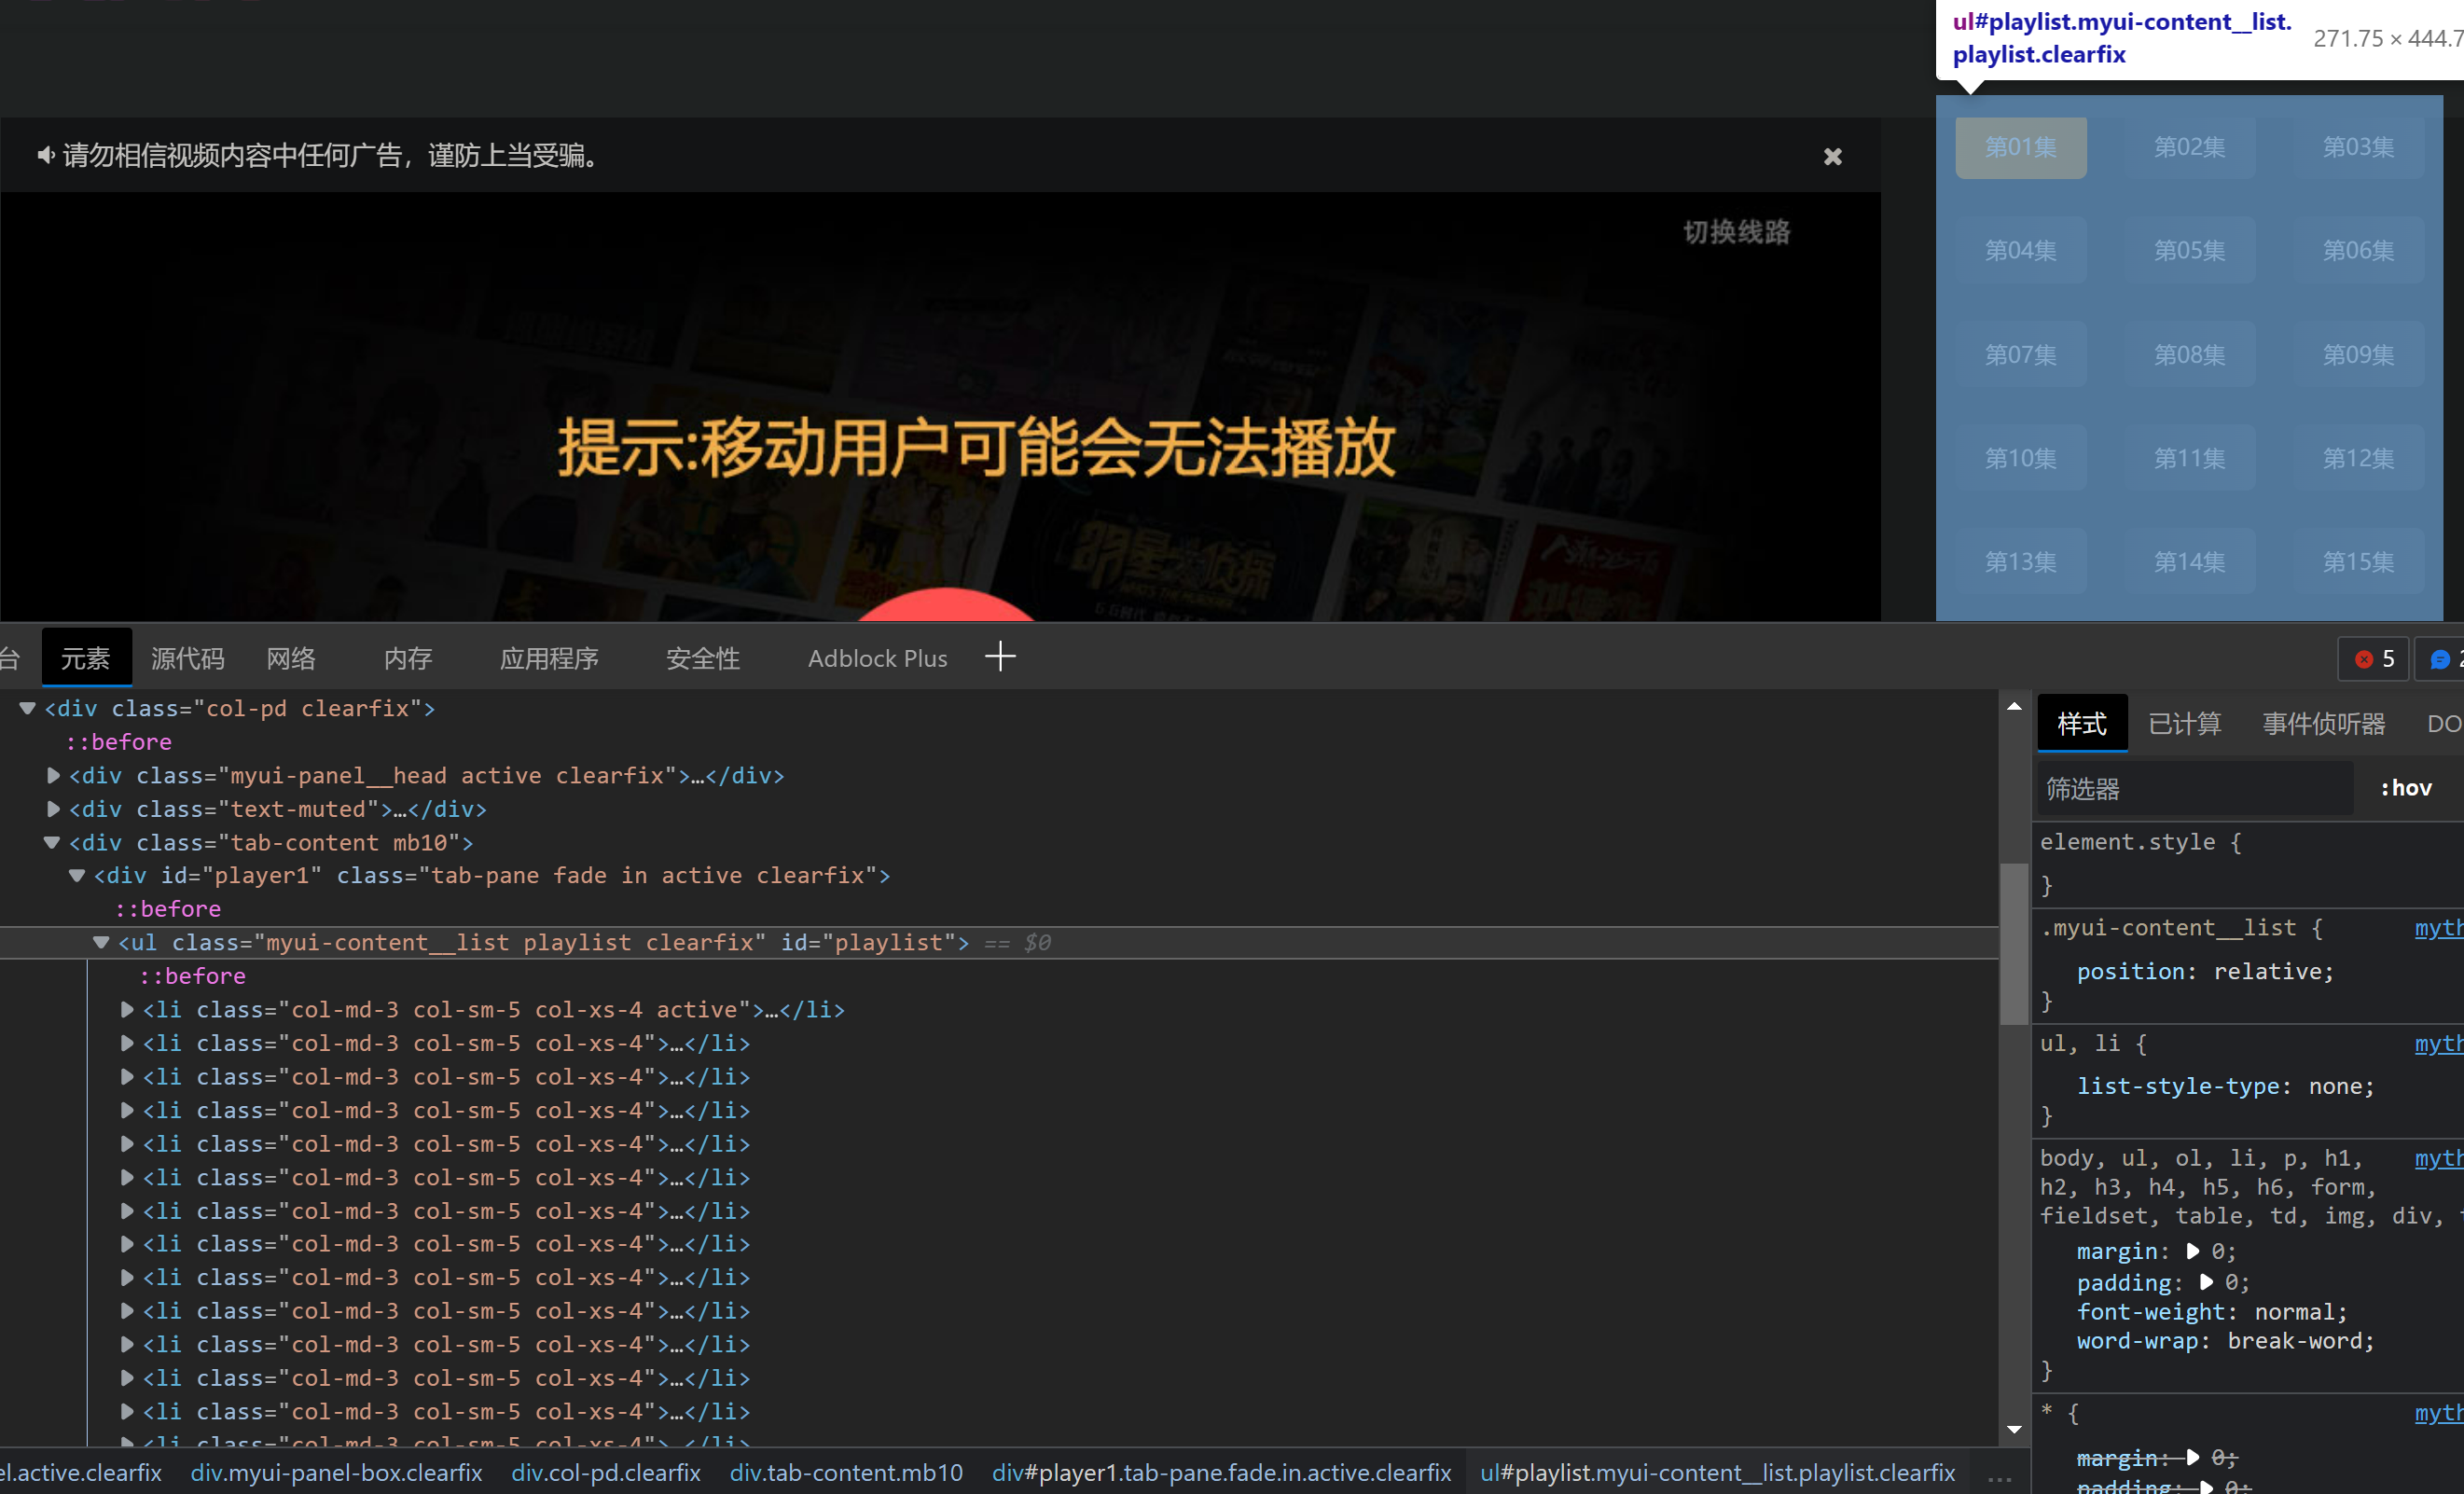 ul#playlist.myui-content__list.
playlist.clearfix
271.75 × 444.7
请勿相信视频内容中任何广告，谨防上当受骗。
切换线路
提示:移动用户可能会无法播放
明星大侦探
第01集 第02集 第03集
第04集 第05集 第06集
第07集 第08集 第09集
第10集 第11集 第12集
第13集 第14集 第15集
台 元素 源代码 网络 内存 应用程序 安全性 Adblock Plus
5 2
<div class="col-pd clearfix">
::before
<div class="myui-panel__head active clearfix">…</div>
<div class="text-muted">…</div>
<div class="tab-content mb10">
<div id="player1" class="tab-pane fade in active clearfix">
::before
<ul class="myui-content__list playlist clearfix" id="playlist"> == $0
::before
<li class="col-md-3 col-sm-5 col-xs-4 active">…</li>
<li class="col-md-3 col-sm-5 col-xs-4">…</li>
<li class="col-md-3 col-sm-5 col-xs-4">…</li>
<li class="col-md-3 col-sm-5 col-xs-4">…</li>
<li class="col-md-3 col-sm-5 col-xs-4">…</li>
<li class="col-md-3 col-sm-5 col-xs-4">…</li>
<li class="col-md-3 col-sm-5 col-xs-4">…</li>
<li class="col-md-3 col-sm-5 col-xs-4">…</li>
<li class="col-md-3 col-sm-5 col-xs-4">…</li>
<li class="col-md-3 col-sm-5 col-xs-4">…</li>
<li class="col-md-3 col-sm-5 col-xs-4">…</li>
<li class="col-md-3 col-sm-5 col-xs-4">…</li>
<li class="col-md-3 col-sm-5 col-xs-4">…</li>
<li class="col-md-3 col-sm-5 col-xs-4">…</li>
el.active.clearfix div.myui-panel-box.clearfix div.col-pd.clearfix div.tab-content.mb10 div#player1.tab-pane.fade.in.active.clearfix ul#playlist.myui-content__list.playlist.clearfix ...
样式 已计算 事件侦听器 DO
筛选器 :hov
element.style {
}
.myui-content__list { myth
position: relative;
}
ul, li { myth
list-style-type: none;
}
body, ul, ol, li, p, h1, myth
h2, h3, h4, h5, h6, form,
fieldset, table, td, img, div,
margin: 0;
padding: 0;
font-weight: normal;
word-wrap: break-word;
}
* { myth
margin: 0;
padding: 0;